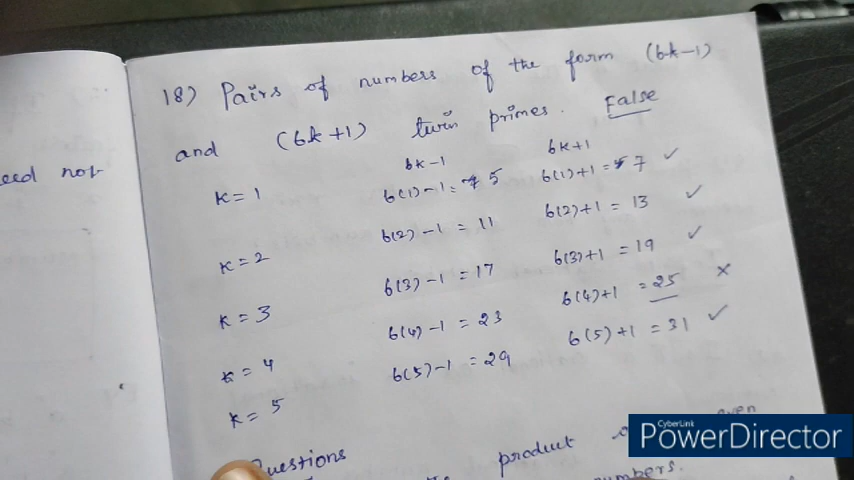 18) Pairs of numbers of the form (6k-1)
and (6k+1) twin primes. False
6k-1 6k+1
k=1 6(1)-1= 5 6(1)+1= 7 ✓
k=2 6(2)-1 = 11 6(2)+1 = 13 ✓
k=3 6(3)-1 = 17 6(3)+1 = 19 ✓
k=4 6(4)-1 = 23 6(4)+1 = 25 ×
k=5 6(5)-1 = 29 6(5)+1 = 31 ✓
Questions
product
not
CyberLink
PowerDirector